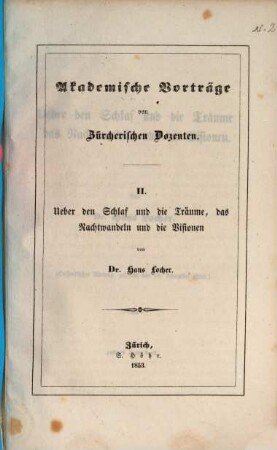 Akademische Vorträge
von
Zürcherischen Dozenten.
II.
Ueber den Schlaf und die Träume, das
Nachtwandeln und die Visionen
von
Dr. Hans Locher.
Zürich,
S. Höhr.
1853.